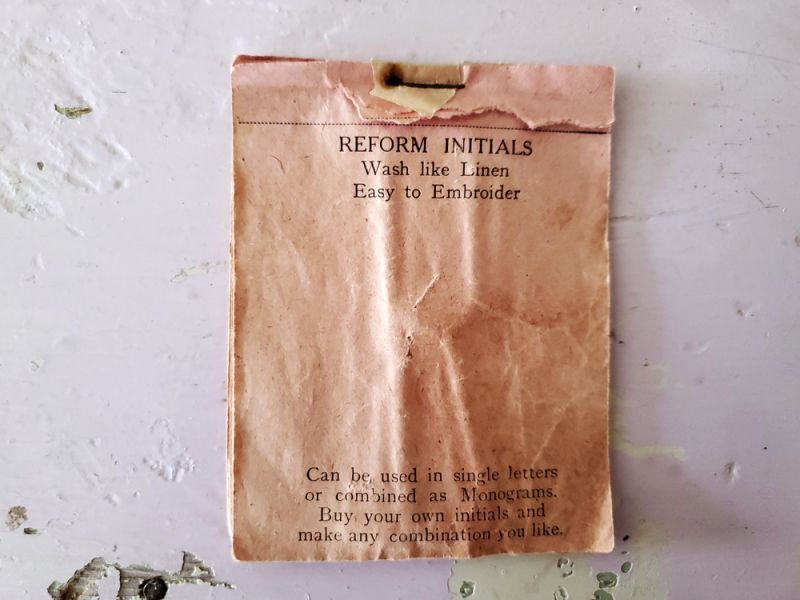 REFORM INITIALS
Wash like Linen
Easy to Embroider
Can be used in single letters
or combined as Monograms.
Buy your own initials and
make any combination you like.